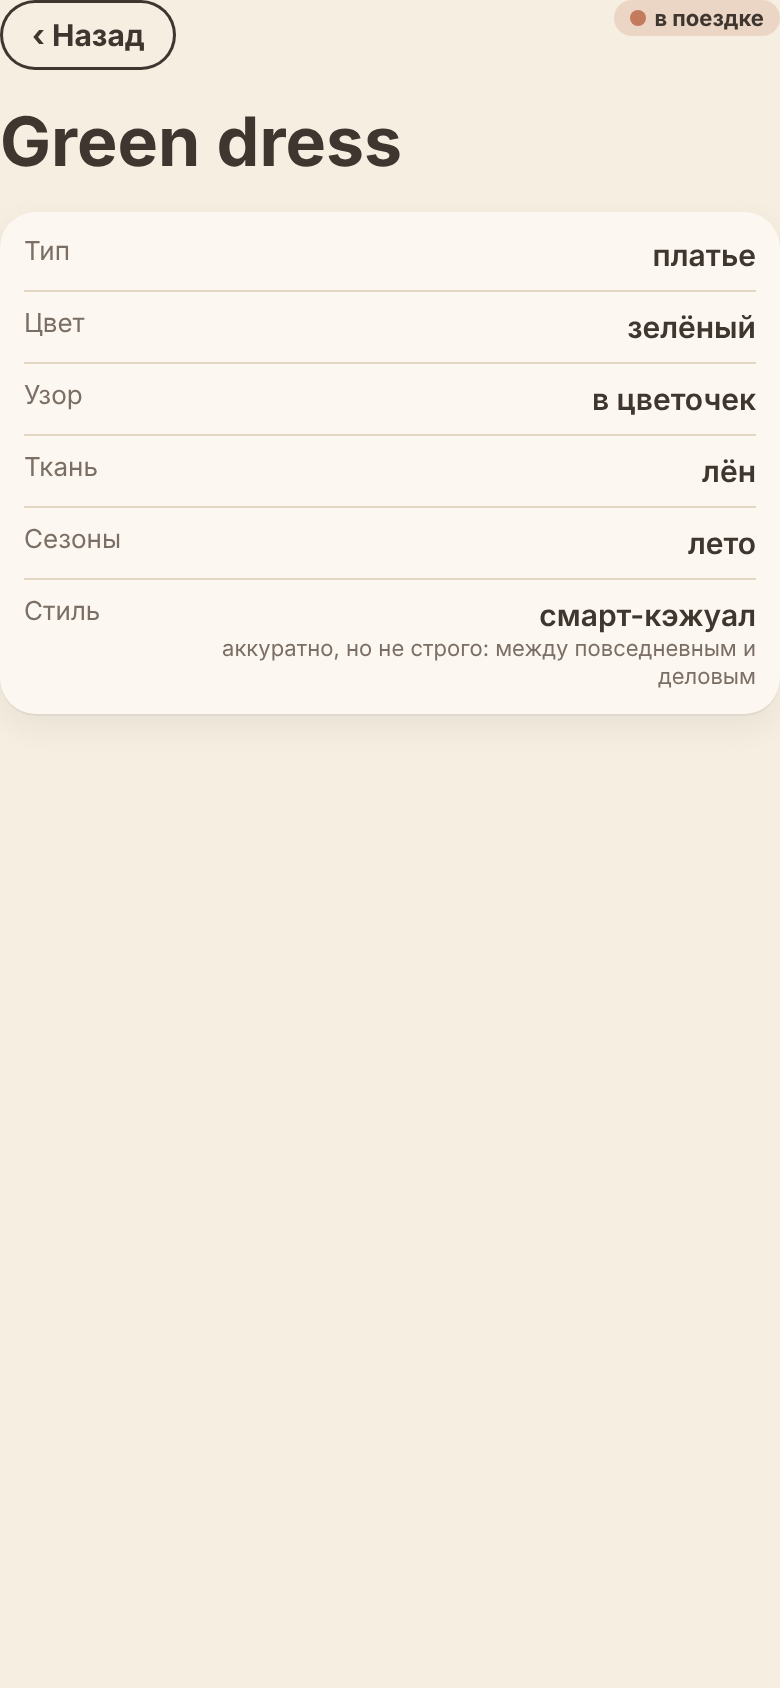 ‹ Назад
в поездке
Green dress
Тип
платье
Цвет
зелёный
Узор
в цветочек
Ткань
лён
Сезоны
лето
Стиль
смарт-кэжуал
аккуратно, но не строго: между повседневным и
деловым